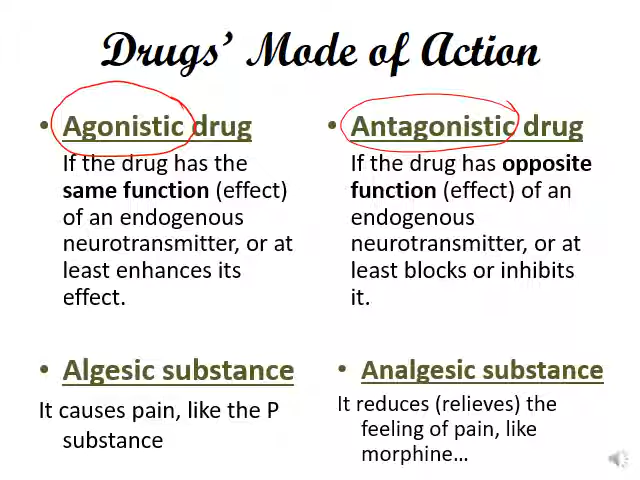 Drugs' Mode of Action
• Agonistic drug
If the drug has the
same function (effect)
of an endogenous
neurotransmitter, or at
least enhances its
effect.
• Antagonistic drug
If the drug has opposite
function (effect) of an
endogenous
neurotransmitter, or at
least blocks or inhibits
it.
• Algesic substance
It causes pain, like the P
substance
• Analgesic substance
It reduces (relieves) the
feeling of pain, like
morphine…